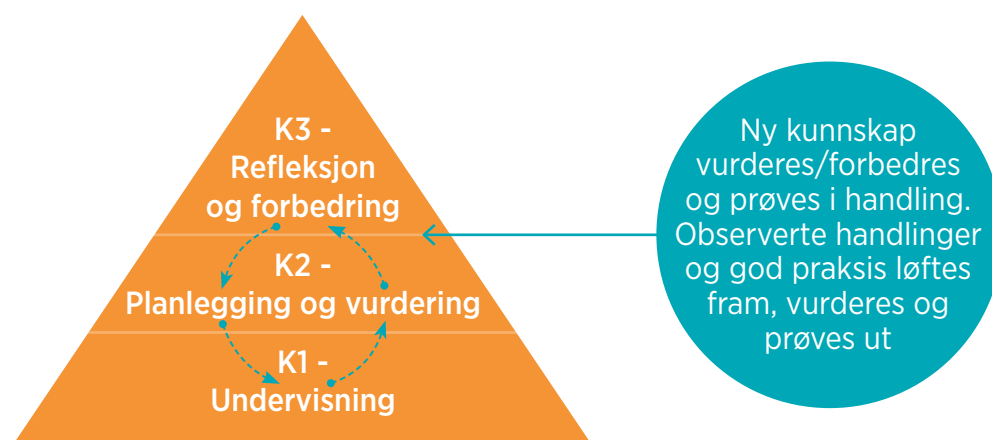 K3 -
Refleksjon
og forbedring
K2 -
Planlegging og vurdering
K1 -
Undervisning
Ny kunnskap
vurderes/forbedres
og prøves i handling.
Observerte handlinger
og god praksis løftes
fram, vurderes og
prøves ut